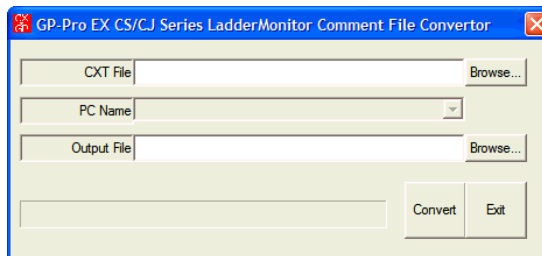 GP-Pro EX CS/CJ Series LadderMonitor Comment File Convertor
CXT File Browse...
PC Name
Output File Browse...
Convert Exit